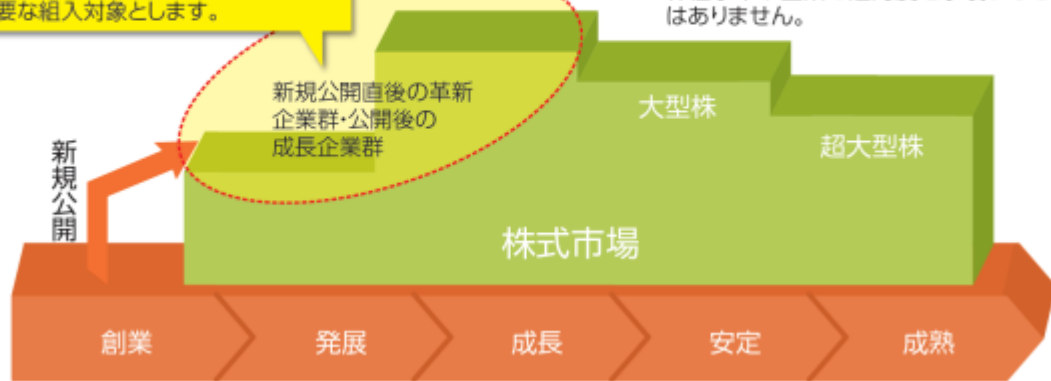 要な組入対象とします。
はありません。
新規公開直後の革新
企業群・公開後の
成長企業群
大型株
超大型株
新規公開
株式市場
創業
発展
成長
安定
成熟